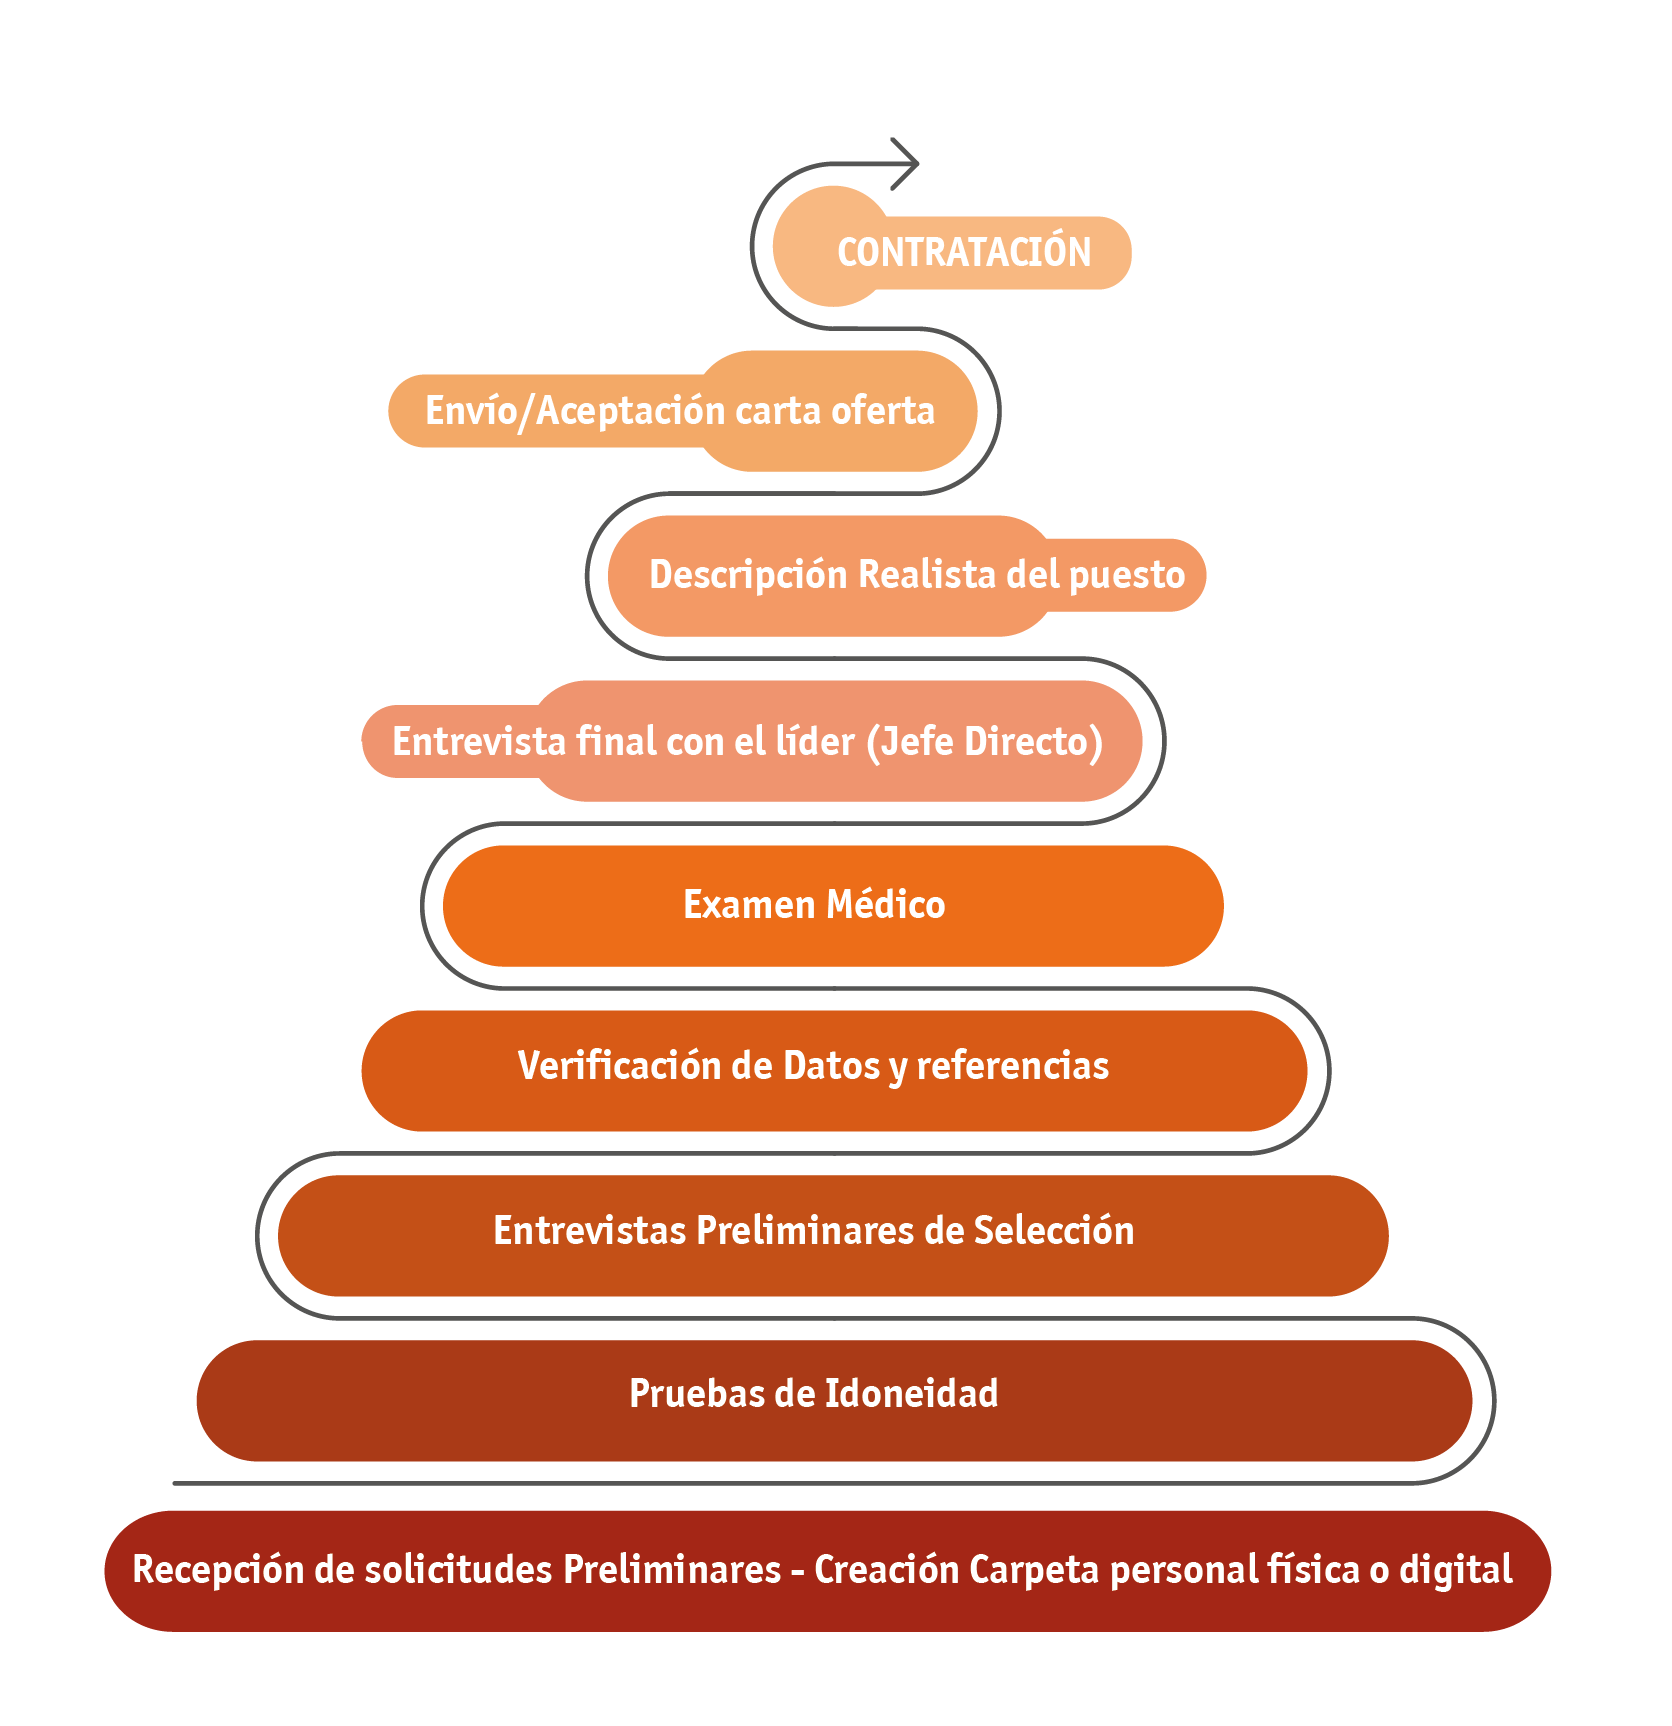 CONTRATACIÓN
Envío/Aceptación carta oferta
Descripción Realista del puesto
Entrevista final con el líder (Jefe Directo)
Examen Médico
Verificación de Datos y referencias
Entrevistas Preliminares de Selección
Pruebas de Idoneidad
Recepción de solicitudes Preliminares - Creación Carpeta personal física o digital